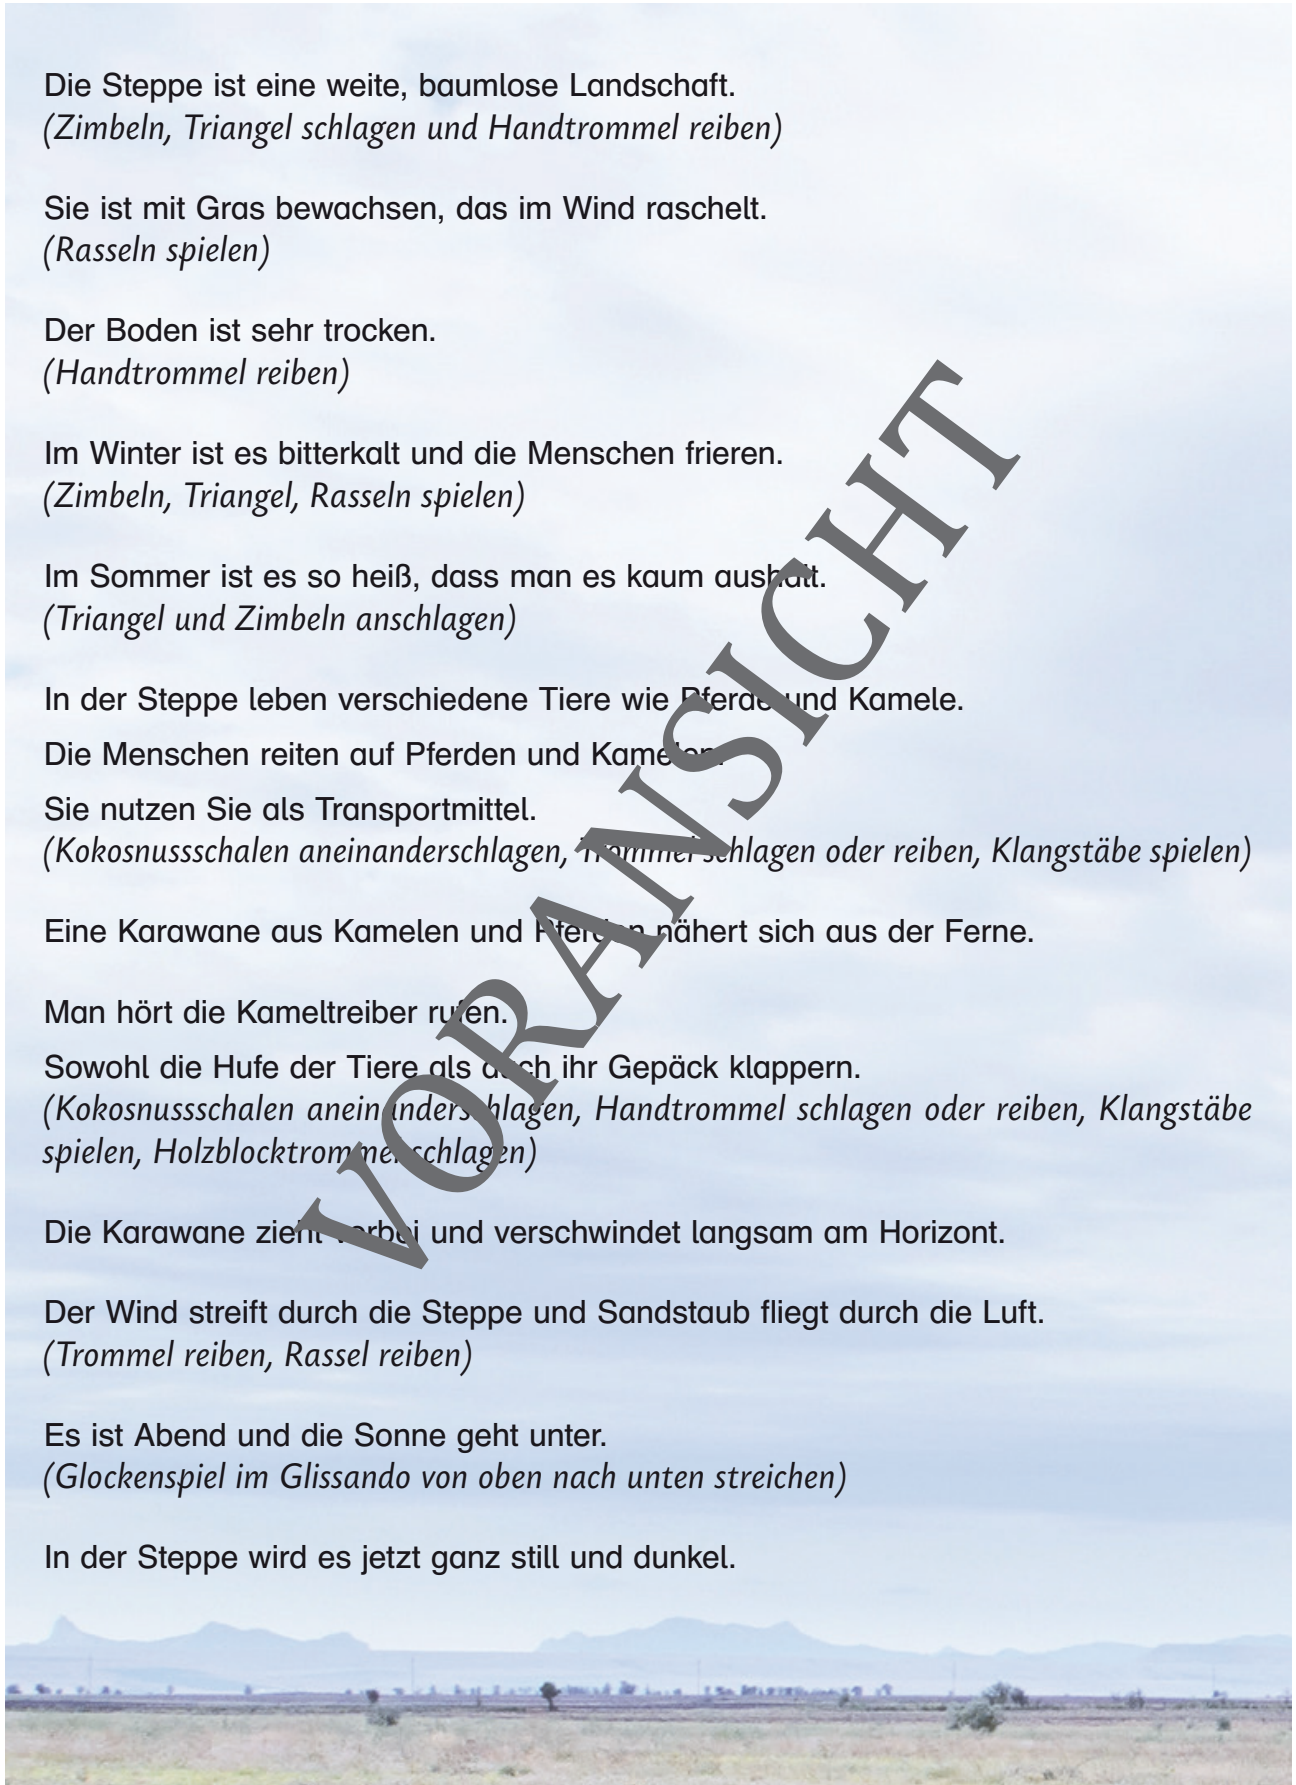 Die Steppe ist eine weite, baumlose Landschaft.
(Zimbeln, Triangel schlagen und Handtrommel reiben)
Sie ist mit Gras bewachsen, das im Wind raschelt.
(Rasseln spielen)
Der Boden ist sehr trocken.
(Handtrommel reiben)
Im Winter ist es bitterkalt und die Menschen frieren.
(Zimbeln, Triangel, Rasseln spielen)
Im Sommer ist es so heiß, dass man es kaum aushält.
(Triangel und Zimbeln anschlagen)
In der Steppe leben verschiedene Tiere wie Pferde und Kamele.
Die Menschen reiten auf Pferden und Kamelen.
Sie nutzen Sie als Transportmittel.
(Kokosnussschalen aneinanderschlagen, Trommel schlagen oder reiben, Klangstäbe spielen)
Eine Karawane aus Kamelen und Pferden nähert sich aus der Ferne.
Man hört die Kameltreiber rufen.
Sowohl die Hufe der Tiere als auch ihr Gepäck klappern.
(Kokosnussschalen aneinanderschlagen, Handtrommel schlagen oder reiben, Klangstäbe
spielen, Holzblocktrommel schlagen)
Die Karawane zieht vorbei und verschwindet langsam am Horizont.
Der Wind streift durch die Steppe und Sandstaub fliegt durch die Luft.
(Trommel reiben, Rassel reiben)
Es ist Abend und die Sonne geht unter.
(Glockenspiel im Glissando von oben nach unten streichen)
In der Steppe wird es jetzt ganz still und dunkel.
VORANSICHT